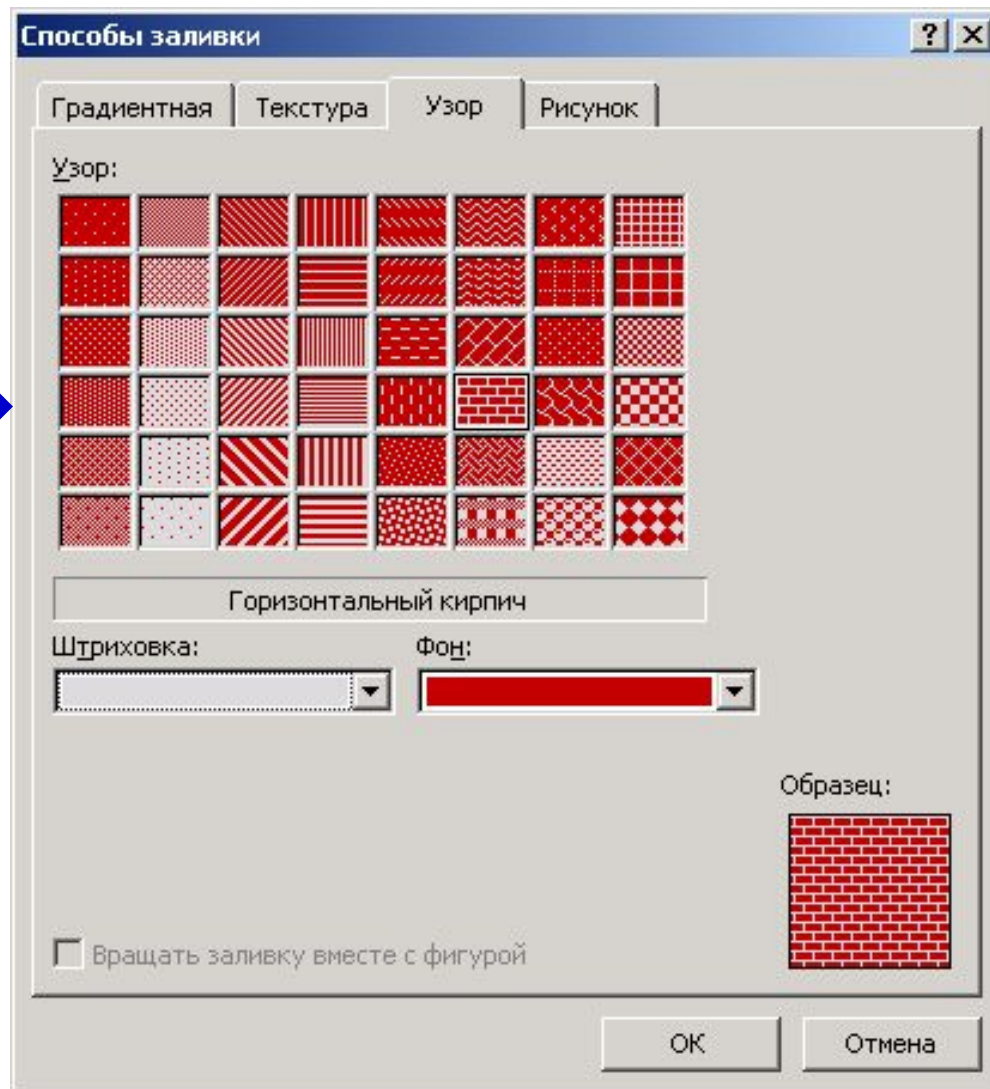 Способы заливки
Градиентная Текстура Узор Рисунок
Узор:
Горизонтальный кирпич
Штриховка: Фон:
Образец:
Вращать заливку вместе с фигурой
ОК Отмена